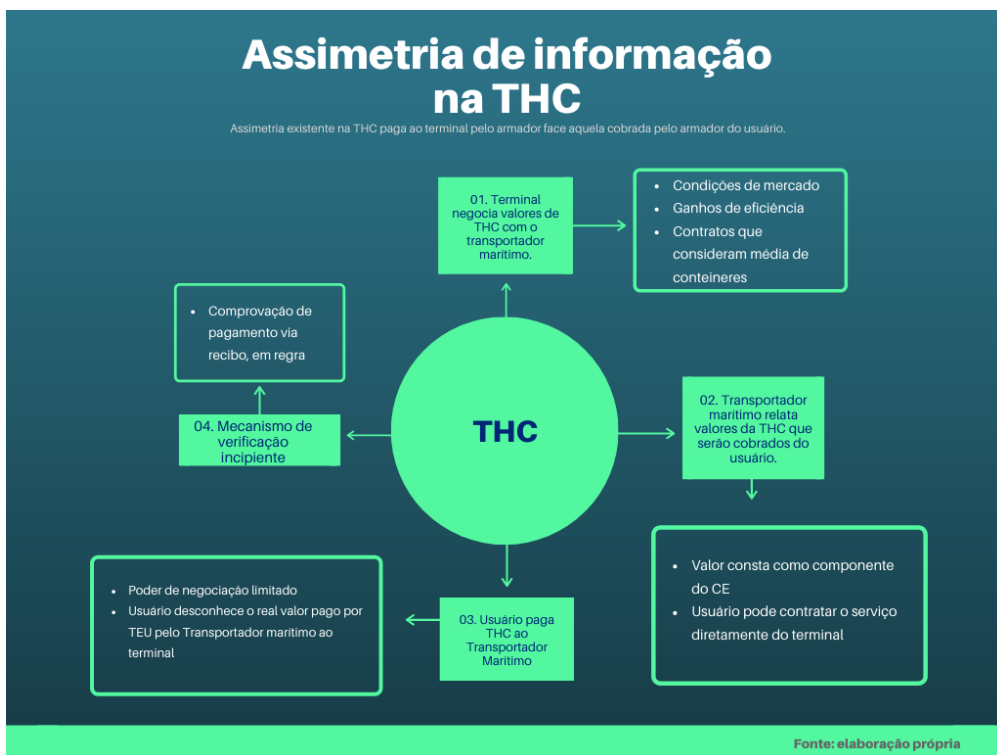 Assimetria de informação
na THC
Assimetria existente na THC paga ao terminal pelo armador face aquela cobrada pelo armador do usuário.
01. Terminal
negocia valores de
THC com o
transportador
marítimo.
• Condições de mercado
• Ganhos de eficiência
• Contratos que
consideram média de
conteineres
THC
02. Transportador
marítimo relata
valores da THC que
serão cobrados do
usuário.
• Valor consta como componente
do CE
• Usuário pode contratar o serviço
diretamente do terminal
03. Usuário paga
THC ao
Transportador
Marítimo
• Poder de negociação limitado
• Usuário desconhece o real valor pago por
TEU pelo Transportador marítimo ao
terminal
04. Mecanismo de
verificação
incipiente
• Comprovação de
pagamento via
recibo, em regra
Fonte: elaboração própria